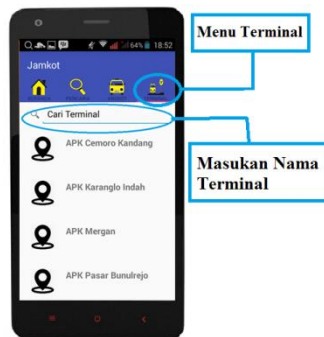 64% 18:52
Jamkot
Cari Terminal
APK Cemoro Kandang
APK Karanglo Indah
APK Mergan
APK Pasar Bunulrejo
Menu Terminal
Masukan Nama
Terminal